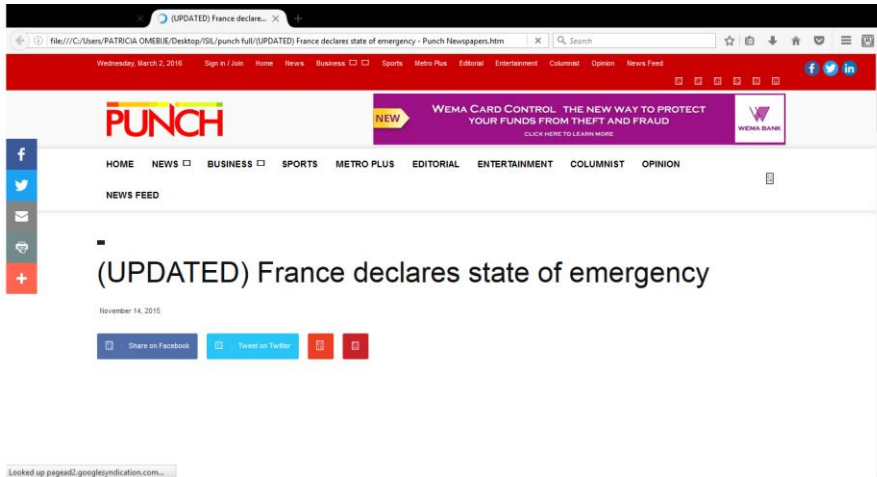 (UPDATED) France declare... × +
file:///C:/Users/PATRICIA OMEBIJE/Desktop/ISIL/punch full/(UPDATED) France declares state of emergency - Punch Newspapers.htm Search
Wednesday, March 2, 2016 Sign in / Join Home News Business Sports Metro Plus Editorial Entertainment Columnist Opinion News Feed
PUNCH
NEW
WEMA CARD CONTROL THE NEW WAY TO PROTECT
YOUR FUNDS FROM THEFT AND FRAUD
CLICK HERE TO LEARN MORE
WEMA BANK
HOME NEWS BUSINESS SPORTS METRO PLUS EDITORIAL ENTERTAINMENT COLUMNIST OPINION
NEWS FEED
(UPDATED) France declares state of emergency
November 14, 2015
Share on Facebook Tweet on Twitter
Looked up pagead2.googlesyndication.com...